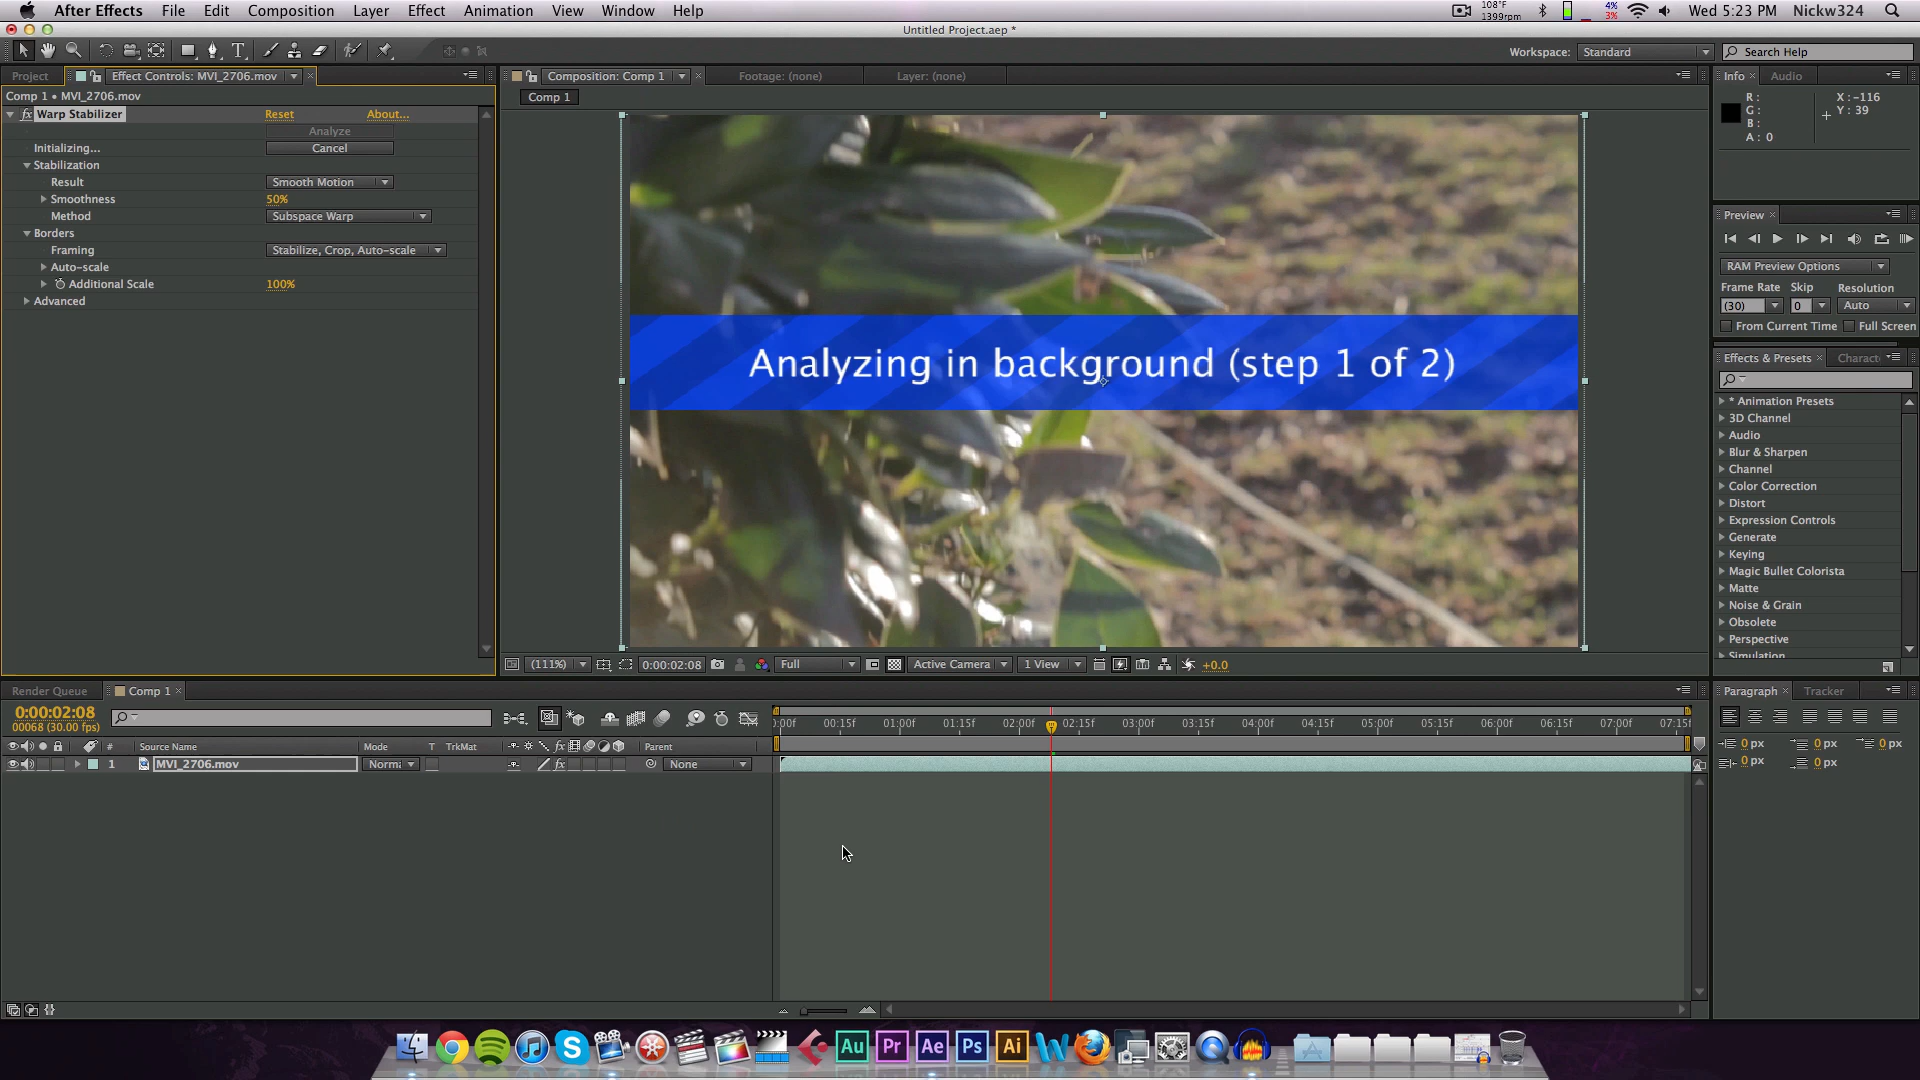 After Effects File Edit Composition Layer Effect Animation View Window Help
108°F 1399rpm 4% 3% Wed 5:23 PM Nickw324
Untitled Project.aep *
T Workspace: Standard Search Help
Project Effect Controls: MVI_2706.mov
Comp 1 • MVI_2706.mov
fx Warp Stabilizer Reset About...
Analyze
Initializing... Cancel
Stabilization
Result Smooth Motion
Smoothness 50%
Method Subspace Warp
Borders
Framing Stabilize, Crop, Auto-scale
Auto-scale
Additional Scale 100%
Advanced
Composition: Comp 1 Footage: (none) Layer: (none)
Comp 1
Analyzing in background (step 1 of 2)
(111%) 0:00:02:08 Full Active Camera 1 View +0.0
Info Audio
R : X : -116
G : Y : 39
B :
A : 0
Preview
RAM Preview Options
Frame Rate Skip Resolution
(30) 0 Auto
From Current Time Full Screen
Effects & Presets Charact
* Animation Presets
3D Channel
Audio
Blur & Sharpen
Channel
Color Correction
Distort
Expression Controls
Generate
Keying
Magic Bullet Colorista
Matte
Noise & Grain
Obsolete
Perspective
Simulation
Render Queue Comp 1
0:00:02:08
00068 (30.00 fps)
:00f 00:15f 01:00f 01:15f 02:00f 02:15f 03:00f 03:15f 04:00f 04:15f 05:00f 05:15f 06:00f 06:15f 07:00f 07:15f
# Source Name Mode T TrkMat fx Parent
1 MVI_2706.mov Norma fx None
Paragraph Tracker
0 px 0 px 0 px
0 px 0 px
Au Pr Ae Ps Ai